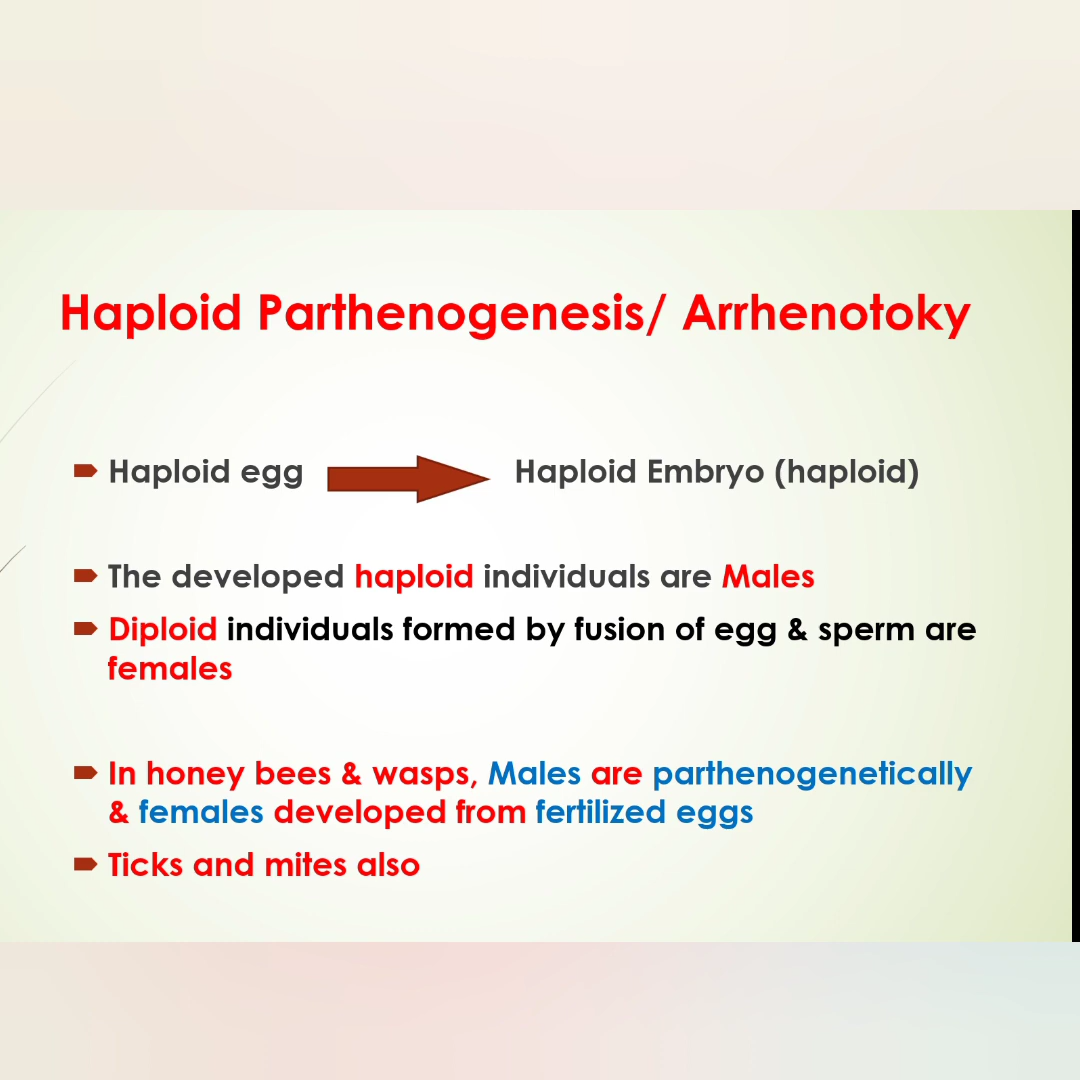 Haploid Parthenogenesis/ Arrhenotoky
Haploid egg Haploid Embryo (haploid)
The developed haploid individuals are Males
Diploid individuals formed by fusion of egg & sperm are
females
In honey bees & wasps, Males are parthenogenetically
& females developed from fertilized eggs
Ticks and mites also